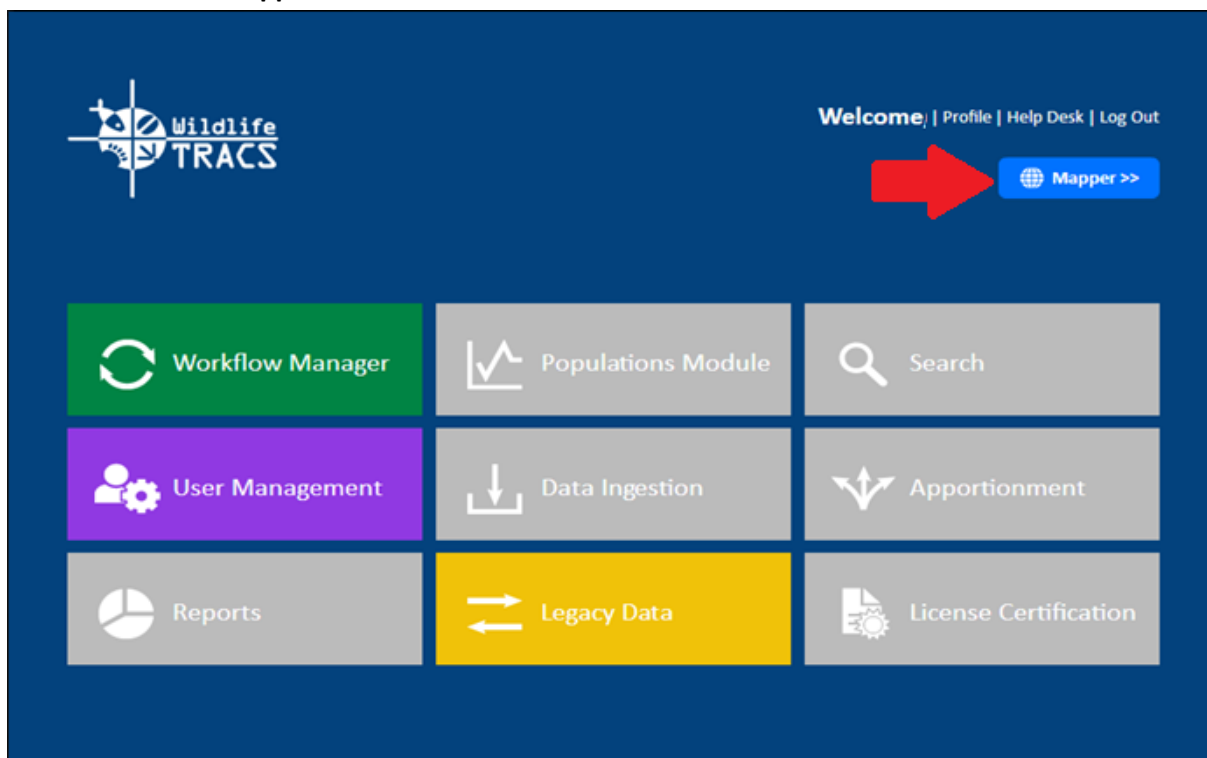 Wildlife
TRACS
Welcome, | Profile | Help Desk | Log Out
Mapper >>
Workflow Manager
Populations Module
Search
User Management
Data Ingestion
Apportionment
Reports
Legacy Data
License Certification